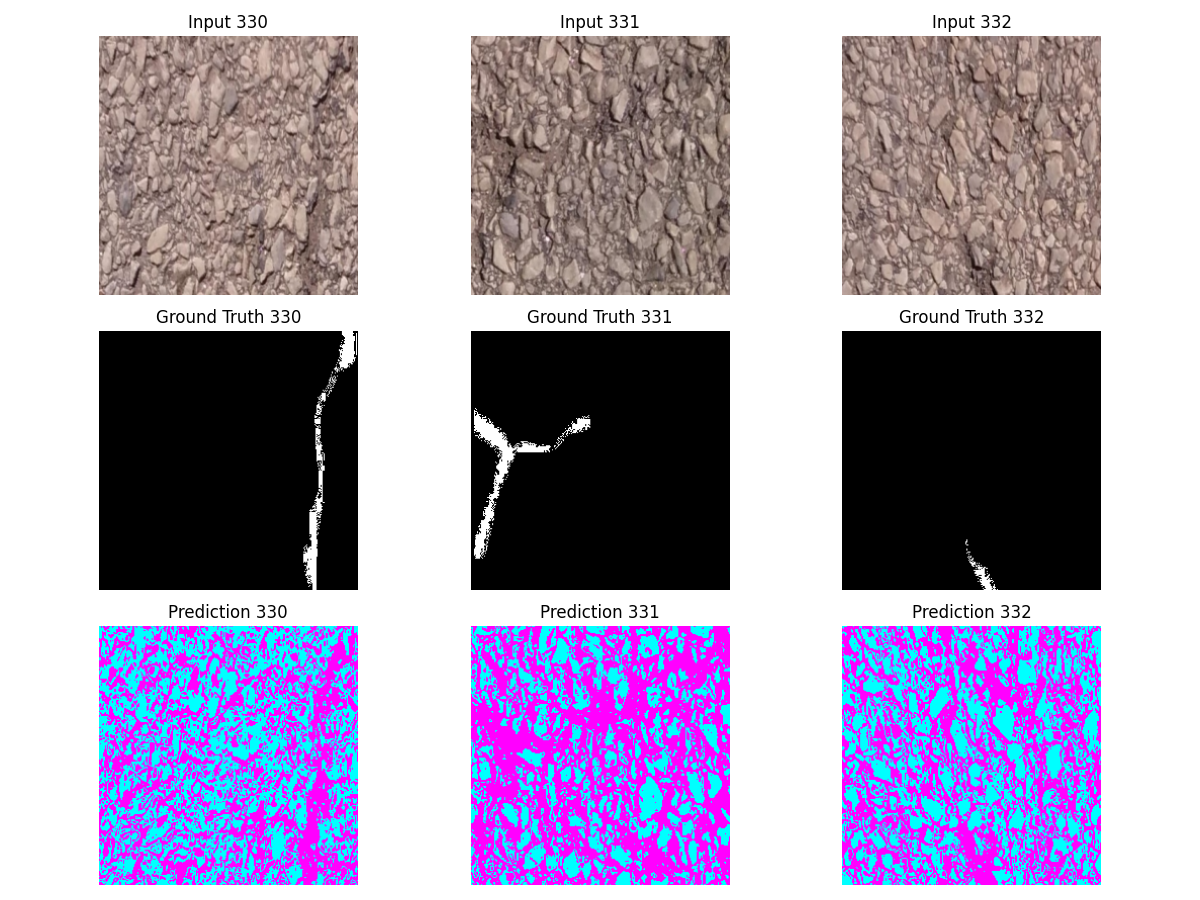 Input 330
Input 331
Input 332
Ground Truth 330
Ground Truth 331
Ground Truth 332
Prediction 330
Prediction 331
Prediction 332